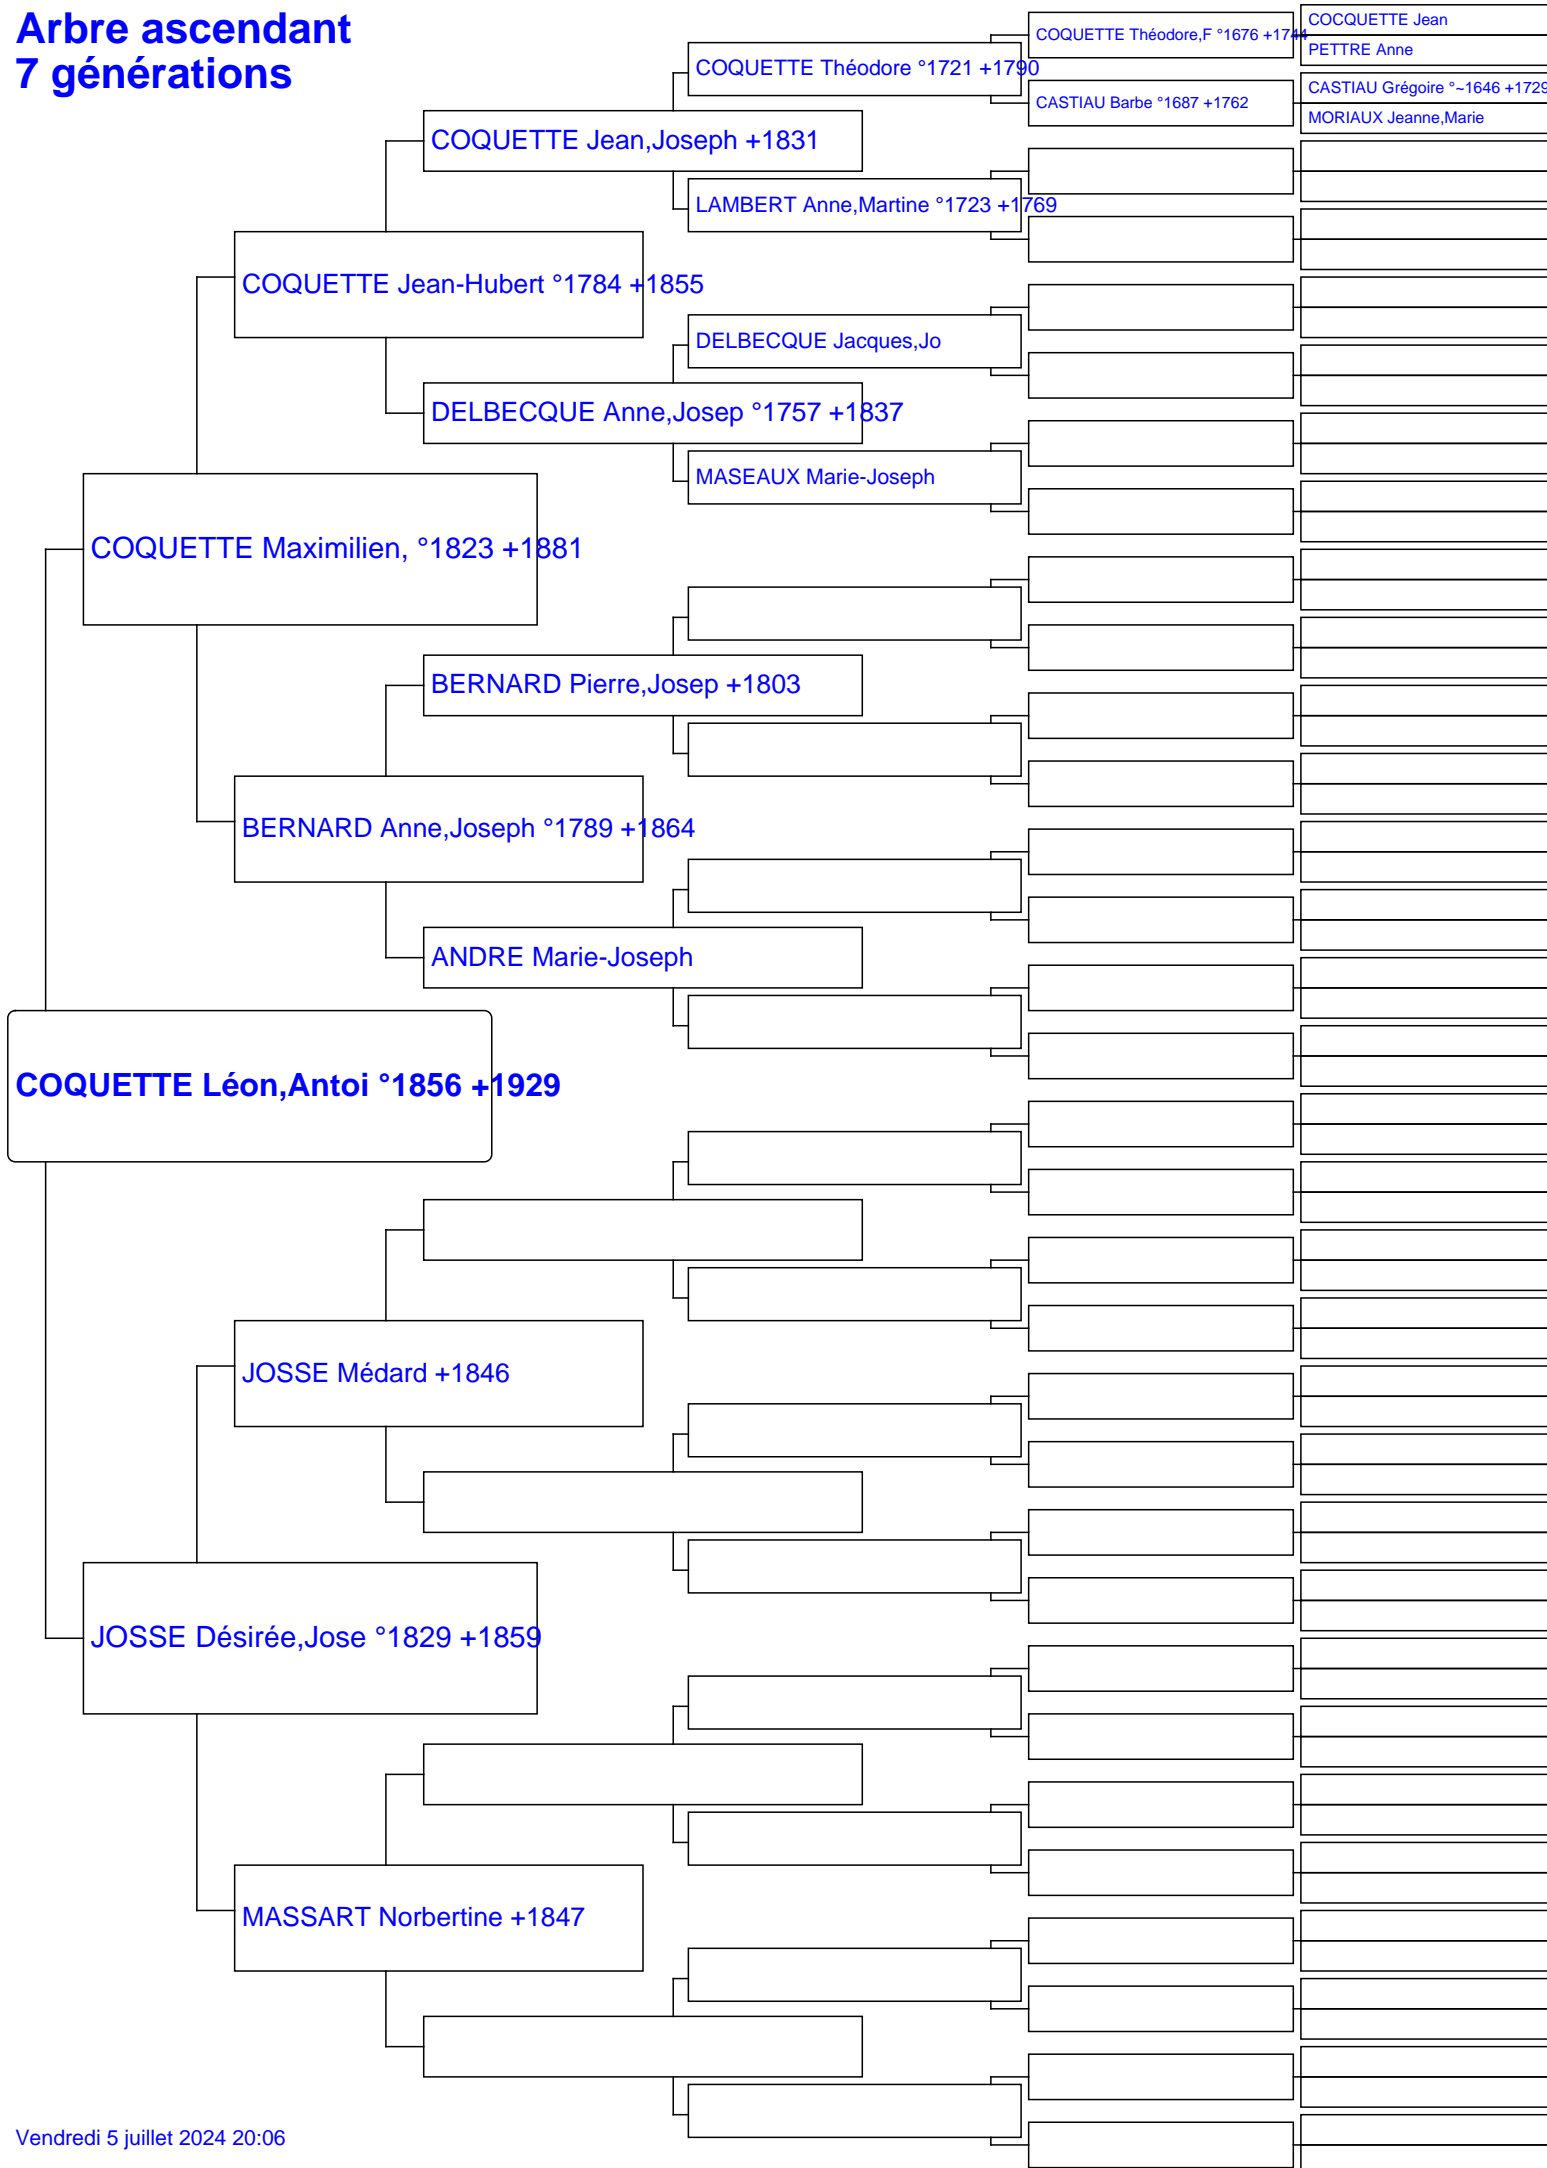 Arbre ascendant
7 générations
COCQUETTE Jean
COQUETTE Théodore,F °1676 +1744
PETTRE Anne
COQUETTE Théodore °1721 +1790
CASTIAU Grégoire °~1646 +1729
CASTIAU Barbe °1687 +1762
MORIAUX Jeanne,Marie
COQUETTE Jean,Joseph +1831
LAMBERT Anne,Martine °1723 +1769
COQUETTE Jean-Hubert °1784 +1855
DELBECQUE Jacques,Jo
DELBECQUE Anne,Josep °1757 +1837
MASEAUX Marie-Joseph
COQUETTE Maximilien, °1823 +1881
BERNARD Pierre,Josep +1803
BERNARD Anne,Joseph °1789 +1864
ANDRE Marie-Joseph
COQUETTE Léon,Antoi °1856 +1929
JOSSE Médard +1846
JOSSE Désirée,Jose °1829 +1859
MASSART Norbertine +1847
Vendredi 5 juillet 2024 20:06